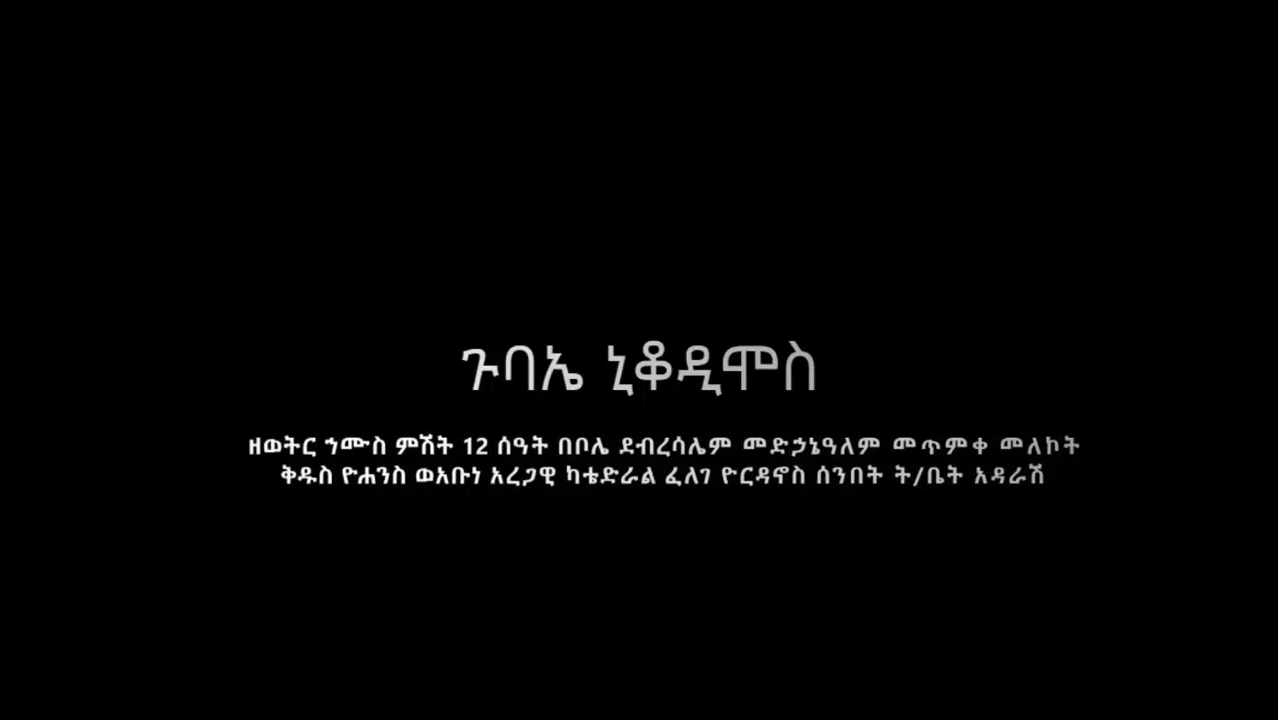 ጉባኤ ኒቆዲሞስ
ዘወትር ኀሙስ ምሽት 12 ሰዓት በቦሌ ደብረሳሌም መድኃኔዓለም መጥምቀ መለኮት
ቅዱስ ዮሐንስ ወአቡነ አረጋዊ ካቴድራል ፈለገ ዮርዳኖስ ሰንበት ት/ቤት አዳራሽ